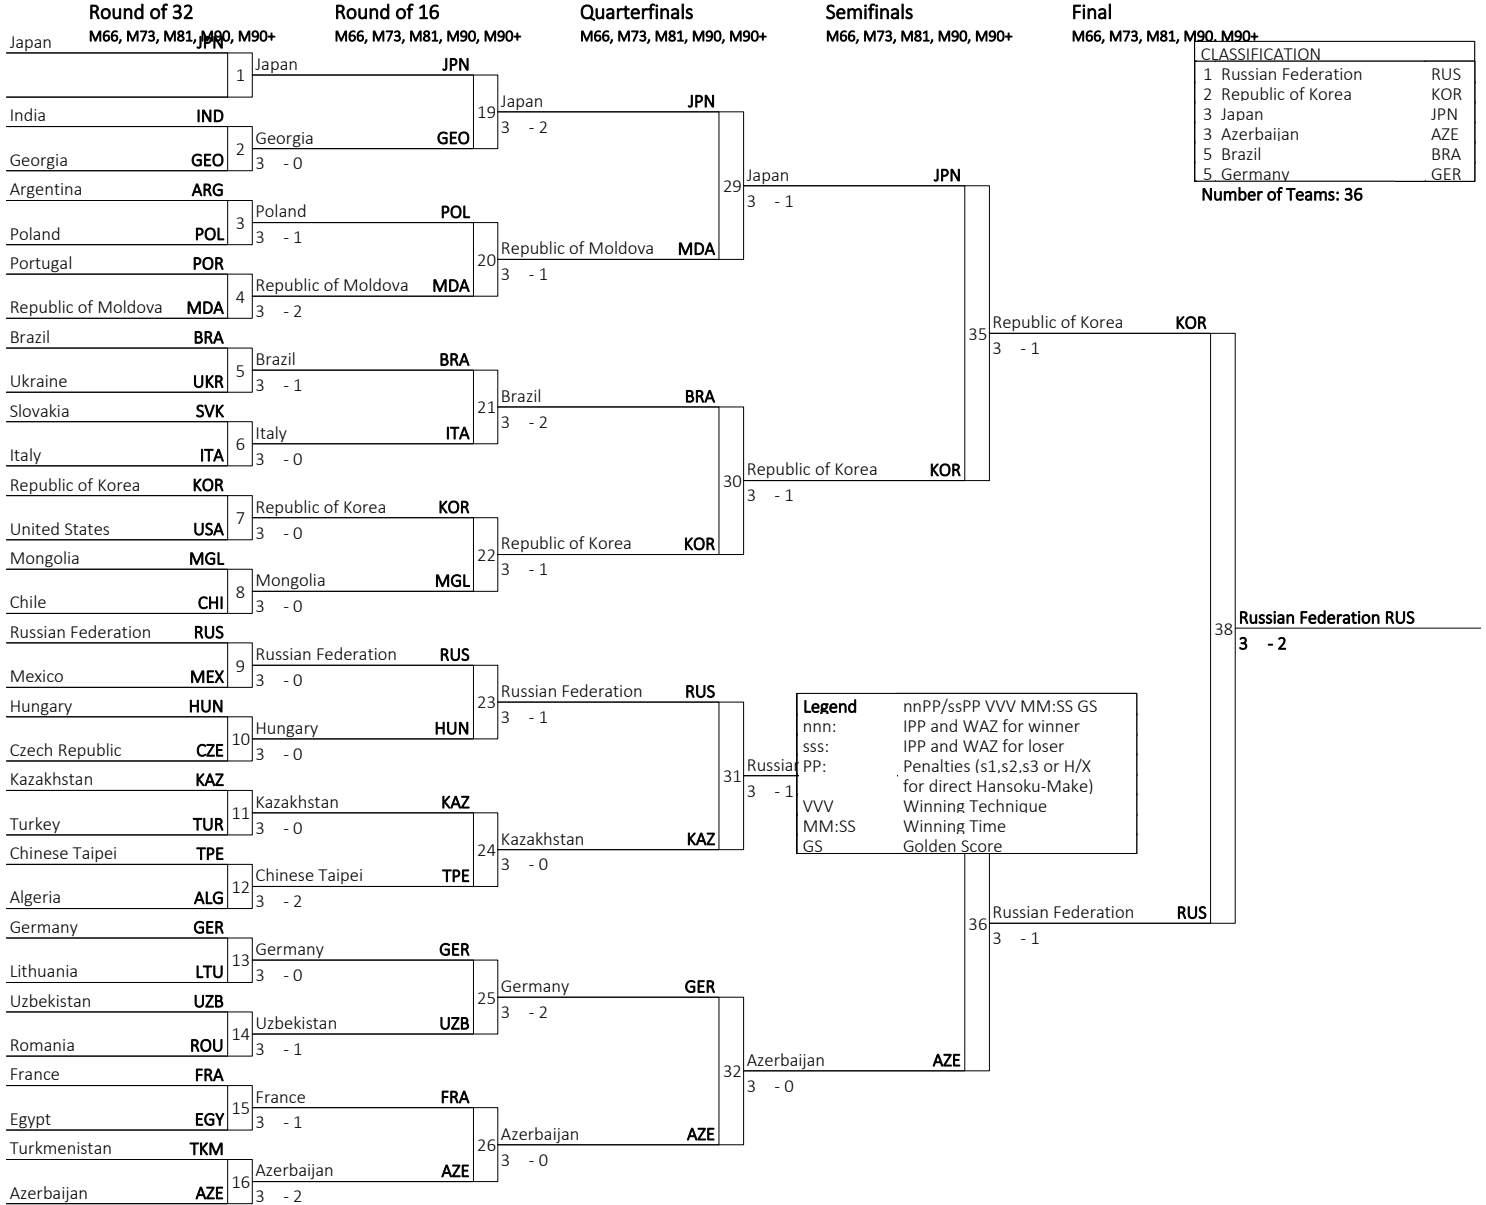 Round of 32 Round of 16 Quarterfinals Semifinals Final
M66, M73, M81, M90, M90+ M66, M73, M81, M90, M90+ M66, M73, M81, M90, M90+ M66, M73, M81, M90, M90+ M66, M73, M81, M90, M90+
Japan JPN
1
India IND
2
Georgia GEO
Argentina ARG
3
Poland POL
Portugal POR
4
Republic of Moldova MDA
Brazil BRA
5
Ukraine UKR
Slovakia SVK
6
Italy ITA
Republic of Korea KOR
7
United States USA
Mongolia MGL
8
Chile CHI
Russian Federation RUS
9
Mexico MEX
Hungary HUN
10
Czech Republic CZE
Kazakhstan KAZ
11
Turkey TUR
Chinese Taipei TPE
12
Algeria ALG
Germany GER
13
Lithuania LTU
Uzbekistan UZB
14
Romania ROU
France FRA
15
Egypt EGY
Turkmenistan TKM
16
Azerbaijan AZE
Japan JPN
19
Georgia GEO
3 - 0
Poland POL
3 - 1
20
Republic of Moldova MDA
3 - 2
Brazil BRA
3 - 1
21
Italy ITA
3 - 0
Republic of Korea KOR
3 - 0
22
Mongolia MGL
3 - 0
Russian Federation RUS
3 - 0
23
Hungary HUN
3 - 0
Kazakhstan KAZ
3 - 0
24
Chinese Taipei TPE
3 - 2
Germany GER
3 - 0
25
Uzbekistan UZB
3 - 1
France FRA
3 - 1
26
Azerbaijan AZE
3 - 2
Japan JPN
3 - 2
29
Republic of Moldova MDA
3 - 1
Brazil BRA
3 - 2
30
Republic of Korea KOR
3 - 1
Russian Federation RUS
3 - 1
31
Kazakhstan KAZ
3 - 0
Germany GER
3 - 2
32
Azerbaijan AZE
3 - 0
Japan JPN
3 - 1
35
Republic of Korea KOR
3 - 1
Russian
3 - 1
36
Azerbaijan AZE
3 - 0
Republic of Korea KOR
3 - 1
38
Russian Federation RUS
3 - 1
Russian Federation RUS
3 - 2
CLASSIFICATION
1 Russian Federation RUS
2 Republic of Korea KOR
3 Japan JPN
3 Azerbaijan AZE
5 Brazil BRA
5 Germany GER
Number of Teams: 36
Legend nnPP/ssPP VVV MM:SS GS
nnn: IPP and WAZ for winner
sss: IPP and WAZ for loser
PP: Penalties (s1,s2,s3 or H/X
for direct Hansoku-Make)
VVV Winning Technique
MM:SS Winning Time
GS Golden Score